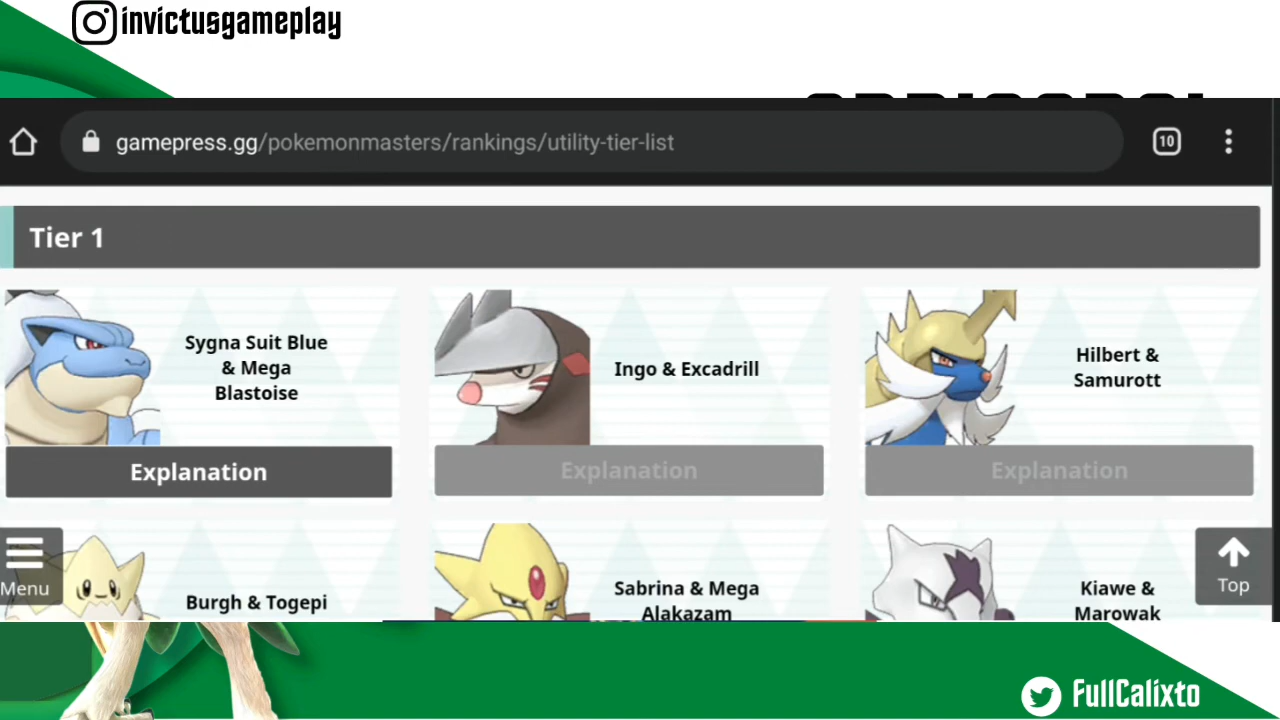 invictusgameplay
gamepress.gg/pokemonmasters/rankings/utility-tier-list
10
Tier 1
Sygna Suit Blue
& Mega
Blastoise
Explanation
Ingo & Excadrill
Explanation
Hilbert &
Samurott
Explanation
Menu
Burgh & Togepi
Sabrina & Mega
Alakazam
Kiawe &
Marowak
Top
FullCalixto